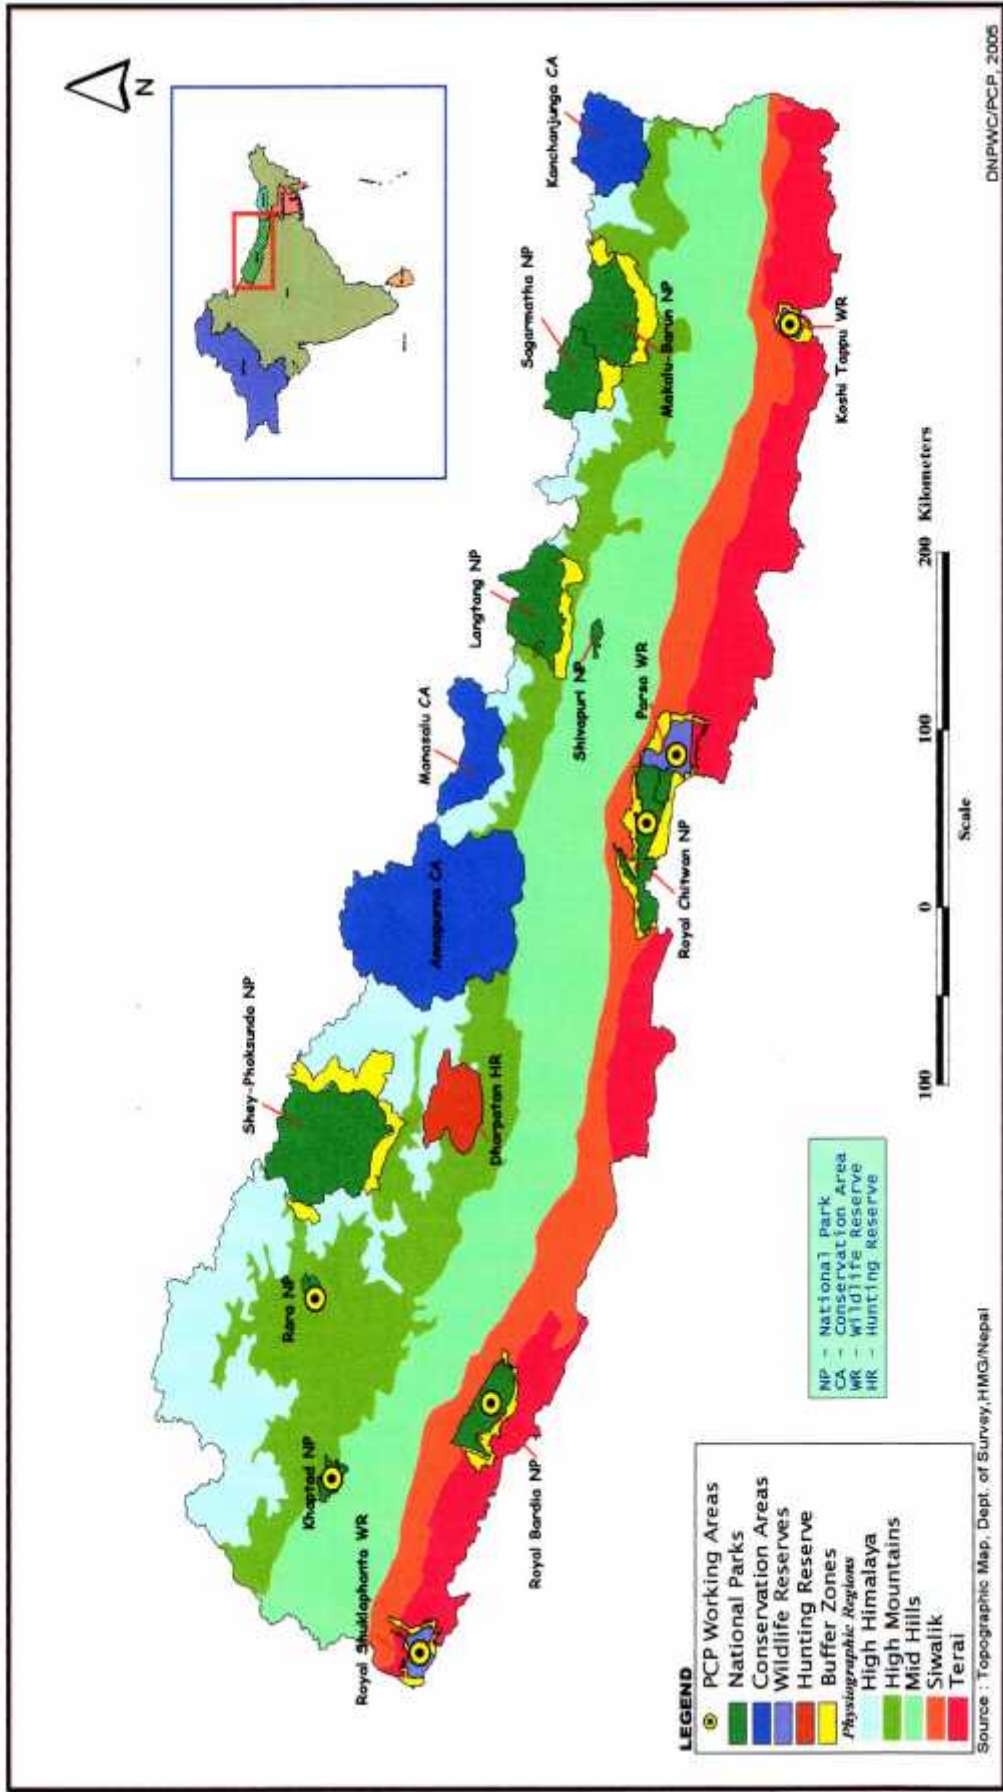 N
Shey-Phoksundo NP
Manasalu CA
Langtang NP
Sagarmatha NP
Kanchanjunga CA
Annapurna CA
Rara NP
Khaptad NP
Dhorpatan HR
Shivapuri NP
Makalu-Barun NP
Royal Shuklaphanta WR
Royal Bardia NP
Royal Chitwan NP
Parsa WR
Koshi Tappu WR
LEGEND
PCP Working Areas
National Parks
Conservation Areas
Wildlife Reserves
Hunting Reserve
Buffer Zones
Physiographic Regions
High Himalaya
High Mountains
Mid Hills
Siwalik
Terai
NP - National Park
CA - Conservation Area
WR - Wildlife Reserve
HR - Hunting Reserve
100 0 100 200 Kilometers
Scale
Source : Topographic Map, Dept. of Survey,HMG/Nepal
DNPWC/PCP, 2005